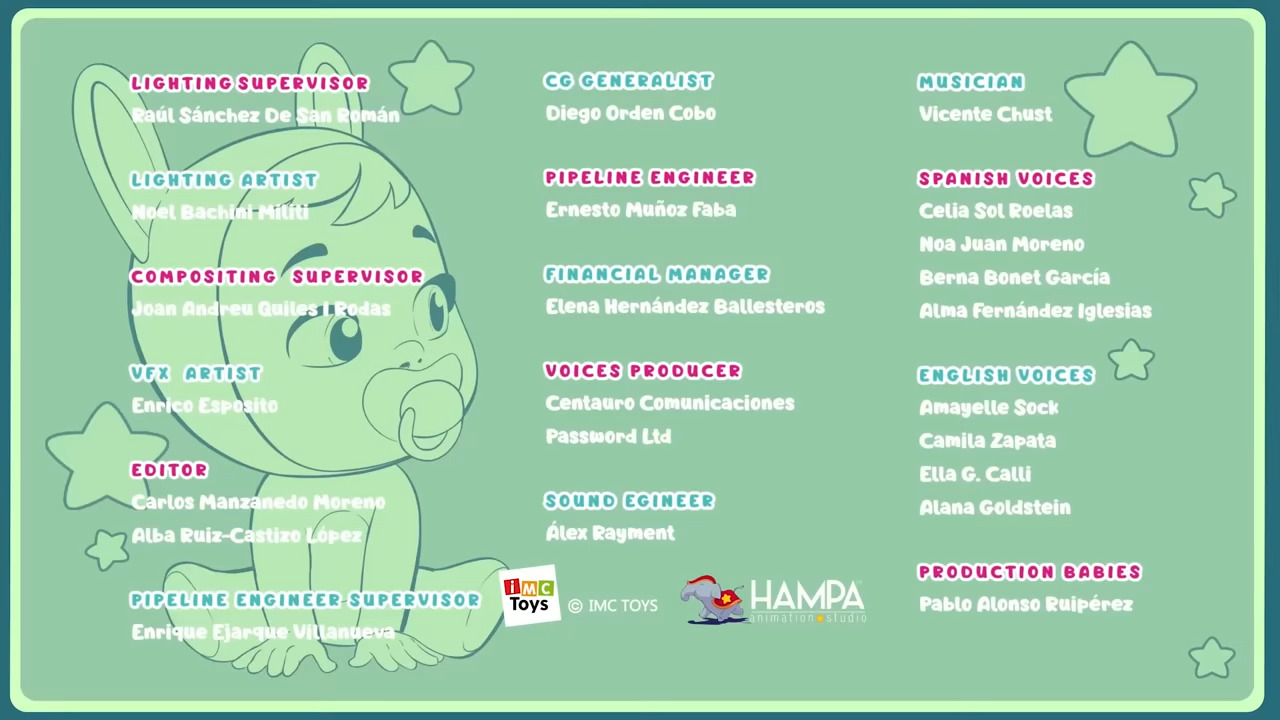 LIGHTING SUPERVISOR
Raúl Sánchez De San Román
LIGHTING ARTIST
Noel Bachini Militi
COMPOSITING SUPERVISOR
Joan Andreu Quiles I Rodas
VFX ARTIST
Enrico Esposito
EDITOR
Carlos Manzanedo Moreno
Alba Ruiz-Castizo López
PIPELINE ENGINEER SUPERVISOR
Enrique Ejarque Villanueva
CG GENERALIST
Diego Orden Cobo
PIPELINE ENGINEER
Ernesto Muñoz Faba
FINANCIAL MANAGER
Elena Hernández Ballesteros
VOICES PRODUCER
Centauro Comunicaciones
Password Ltd
SOUND EGINEER
Álex Rayment
iMC Toys
© IMC TOYS
HAMPA
animation studio
MUSICIAN
Vicente Chust
SPANISH VOICES
Celia Sol Roelas
Noa Juan Moreno
Berna Bonet García
Alma Fernández Iglesias
ENGLISH VOICES
Amayelle Sock
Camila Zapata
Ella G. Calli
Alana Goldstein
PRODUCTION BABIES
Pablo Alonso Ruipérez